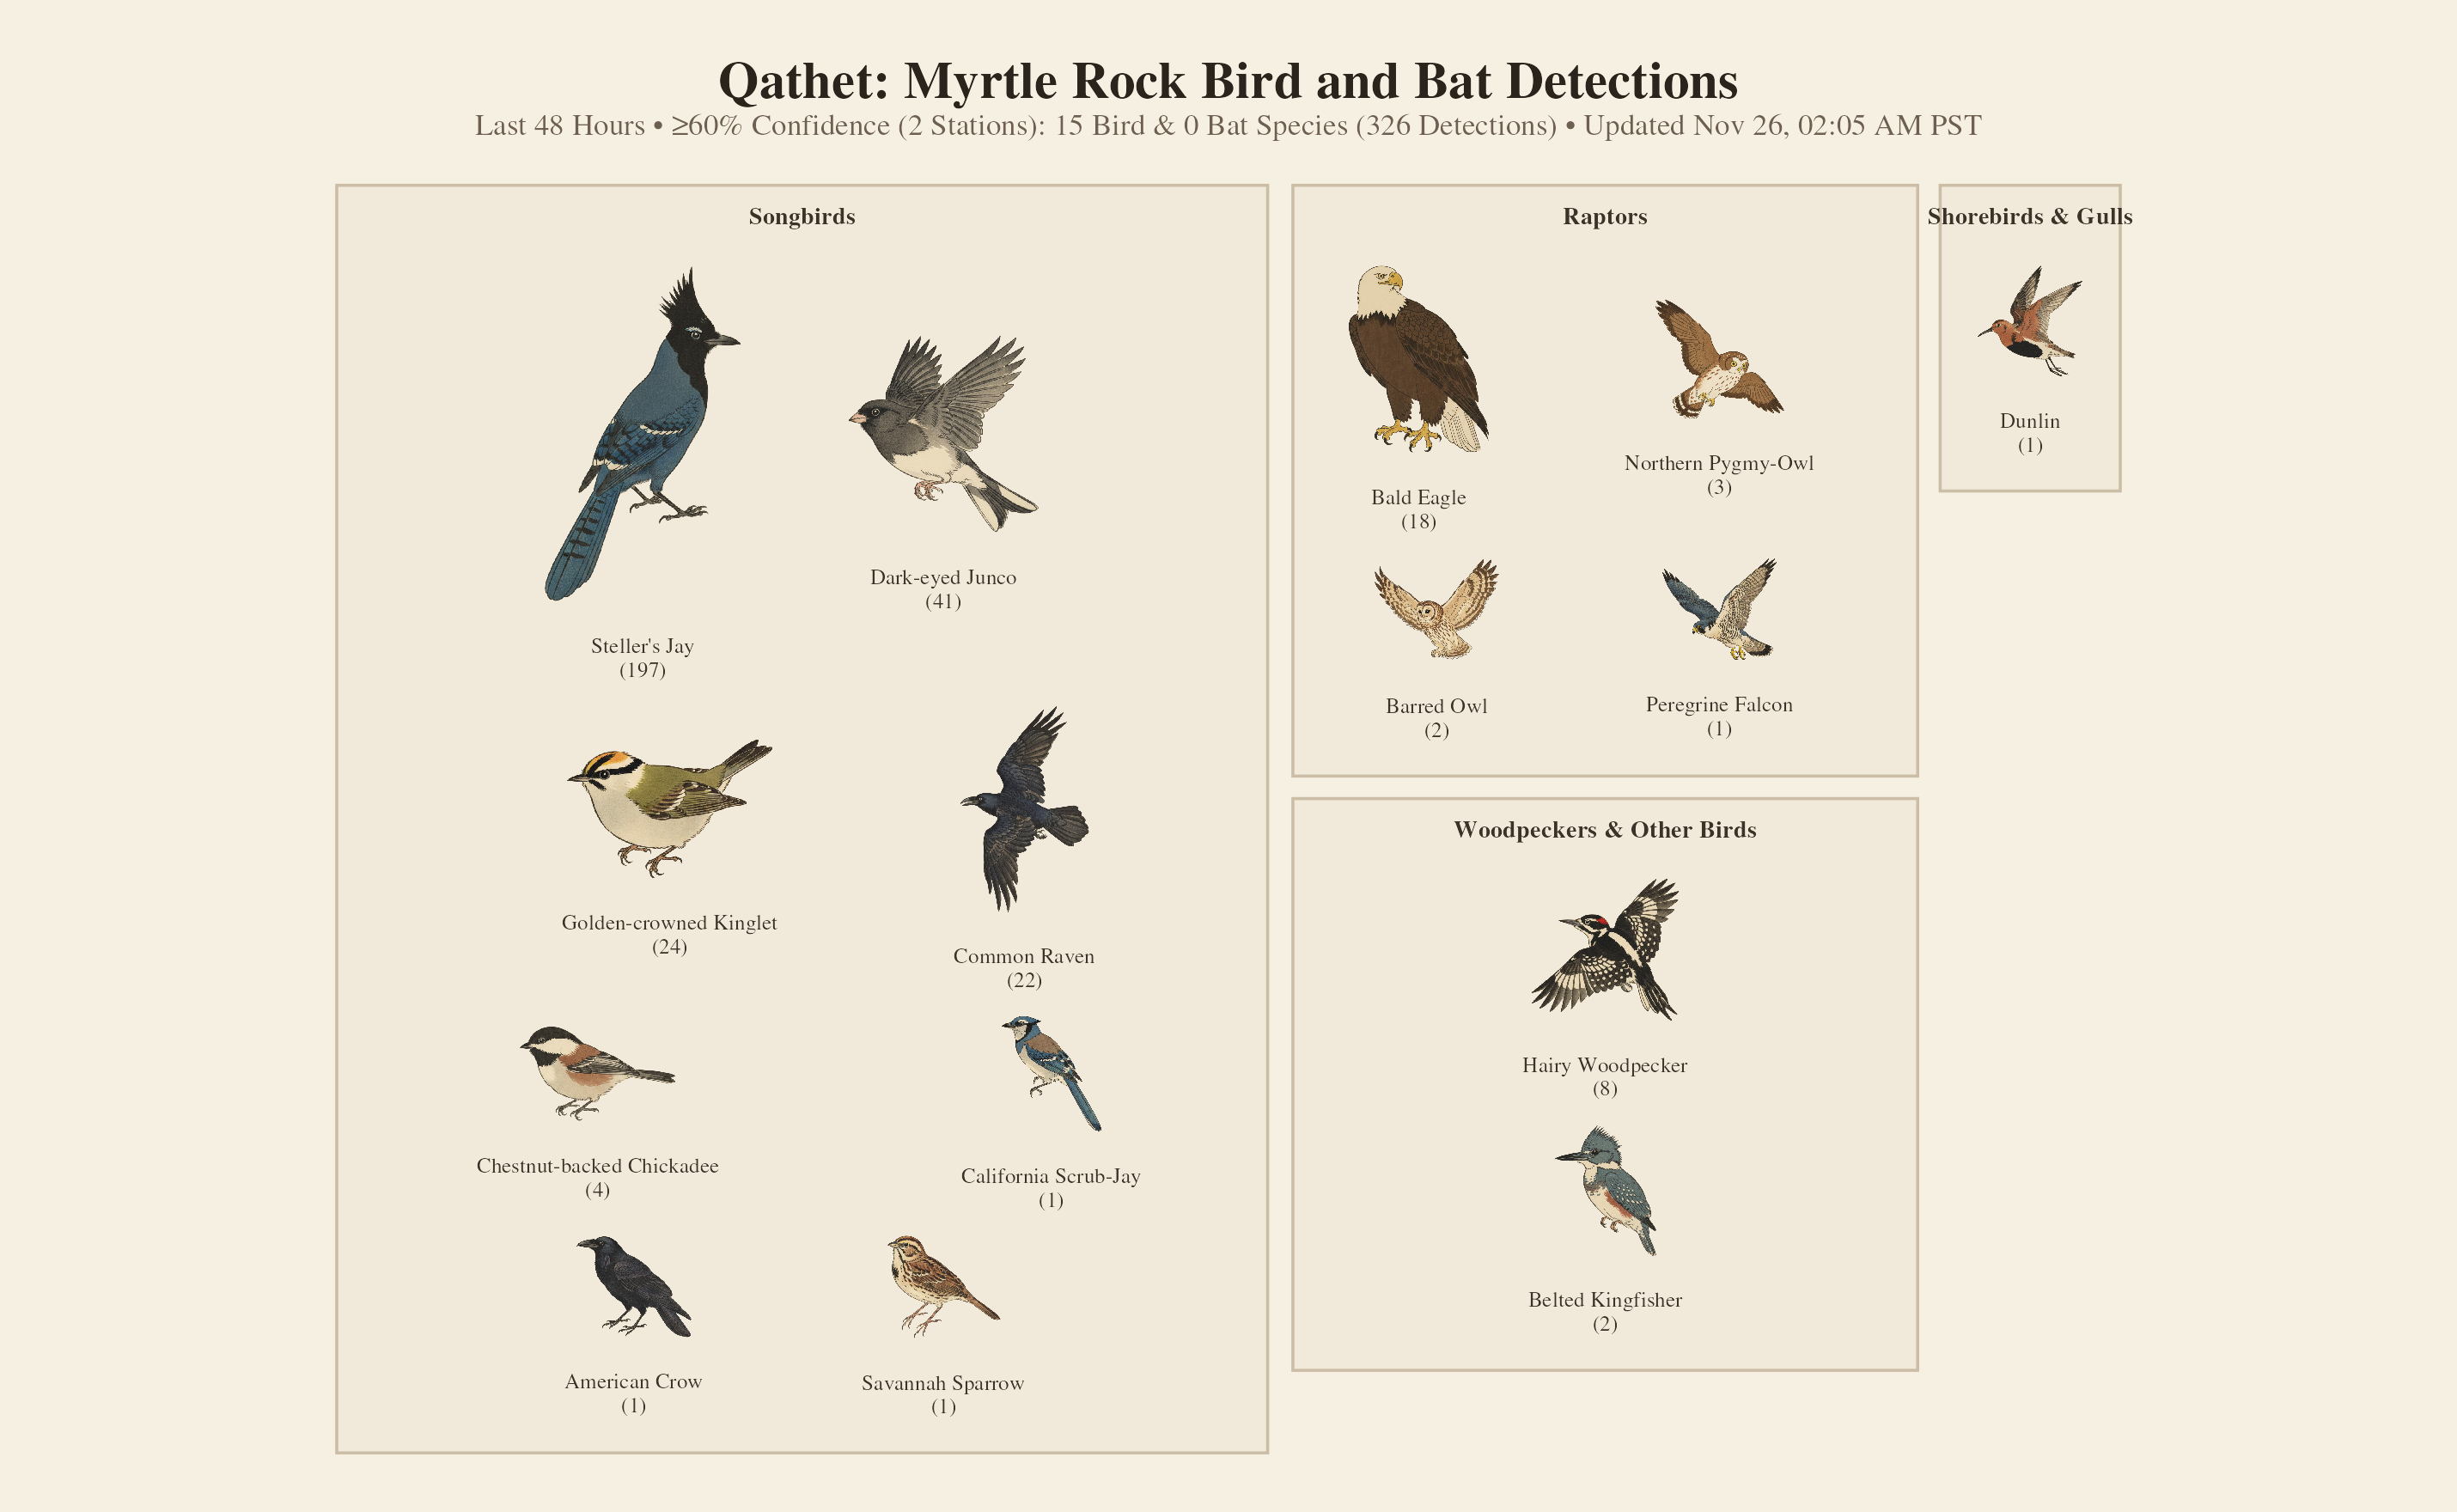 Qathet: Myrtle Rock Bird and Bat Detections
Last 48 Hours • ≥60% Confidence (2 Stations): 15 Bird & 0 Bat Species (326 Detections) • Updated Nov 26, 02:05 AM PST
Songbirds
Steller's Jay
(197)
Dark-eyed Junco
(41)
Golden-crowned Kinglet
(24)
Common Raven
(22)
Chestnut-backed Chickadee
(4)
California Scrub-Jay
(1)
American Crow
(1)
Savannah Sparrow
(1)
Raptors
Bald Eagle
(18)
Northern Pygmy-Owl
(3)
Barred Owl
(2)
Peregrine Falcon
(1)
Woodpeckers & Other Birds
Hairy Woodpecker
(8)
Belted Kingfisher
(2)
Shorebirds & Gulls
Dunlin
(1)